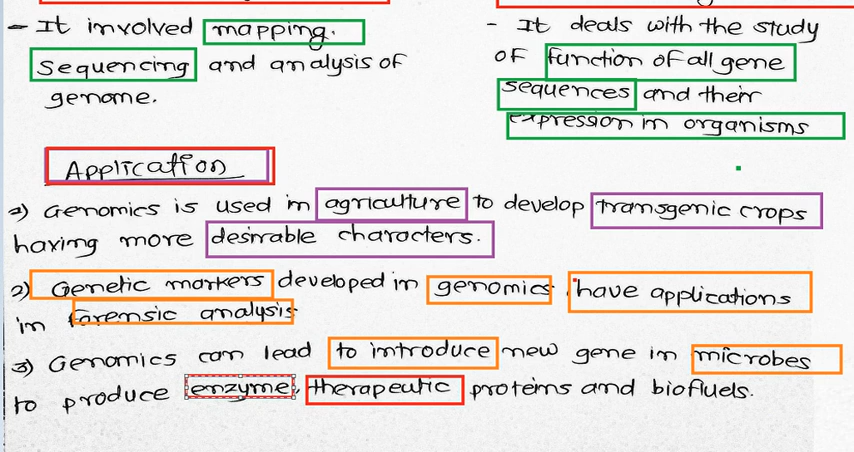 - It involved mapping.
sequencing and analysis of
genome.
- It deals with the study
of function of all gene
sequences and their
expression in organisms
Application
1) Genomics is used in agriculture to develop transgenic crops
having more desirable characters.
2) Genetic markers developed in genomics, have applications
in forensic analysis
3) Genomics can lead to introduce new gene in microbes
to produce enzyme, therapeutic proteins and biofuels.